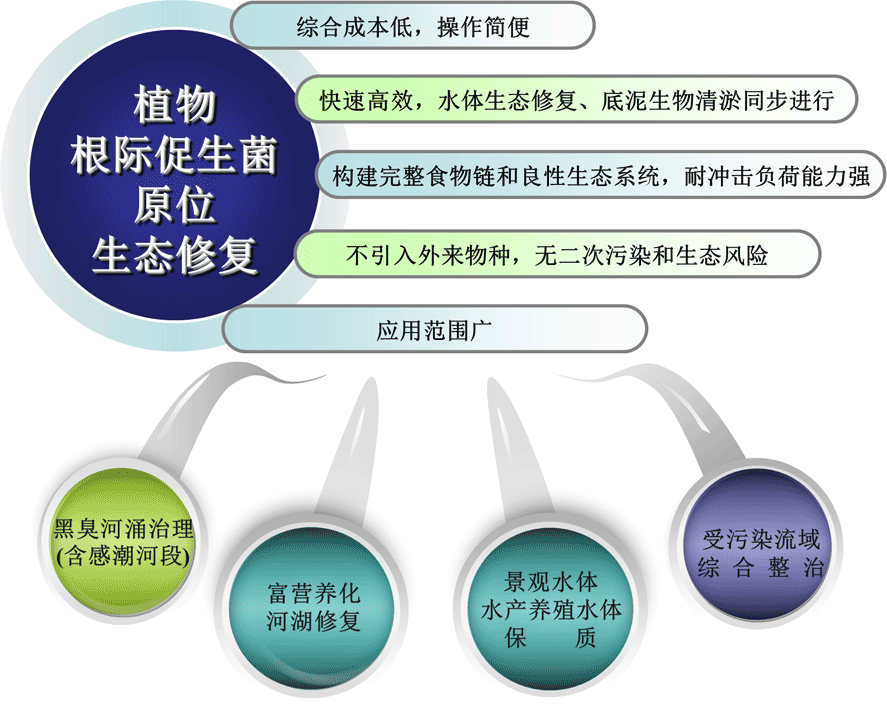 综合成本低，操作简便
植物
根际促生菌
原位
生态修复
快速高效，水体生态修复、底泥生物清淤同步进行
构建完整食物链和良性生态系统，耐冲击负荷能力强
不引入外来物种，无二次污染和生态风险
应用范围广
黑臭河涌治理
(含感潮河段)
富营养化
河湖修复
景观水体
水产养殖水体
保 质
受污染流域
综 合 整 治